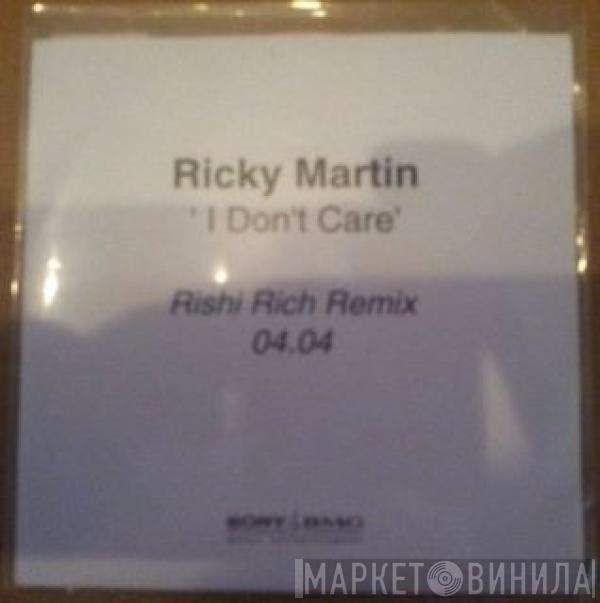 Ricky Martin
' I Don't Care'
Rishi Rich Remix
04.04
SONY BMG
МАРКЕТ ВИНИЛА